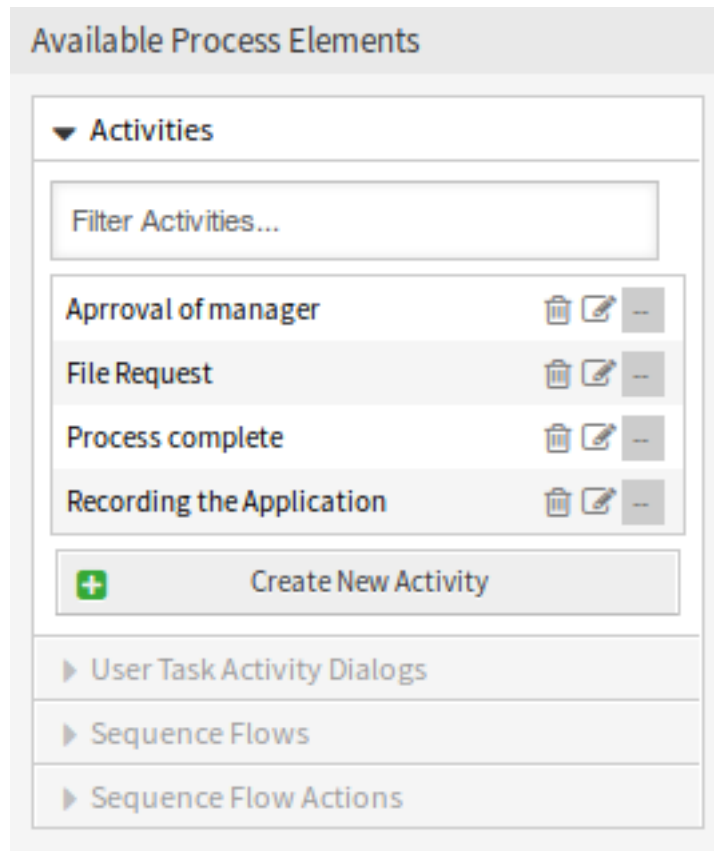 Available Process Elements
Activities
Filter Activities...
Aprroval of manager
--
File Request
--
Process complete
--
Recording the Application
--
Create New Activity
User Task Activity Dialogs
Sequence Flows
Sequence Flow Actions